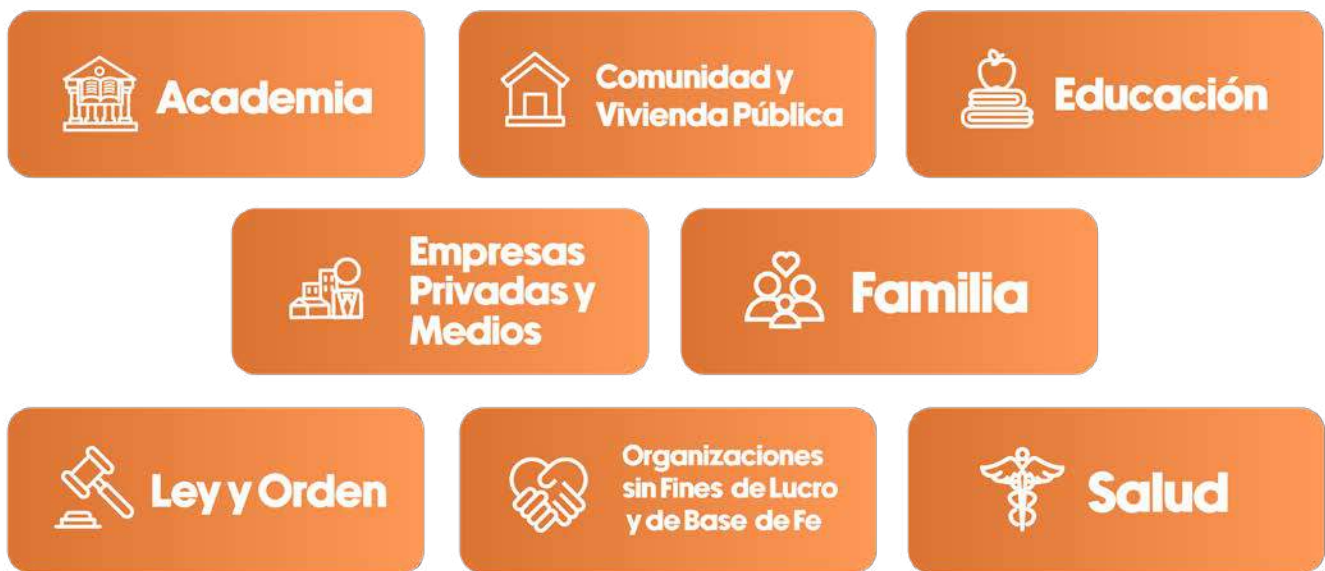 Academia
Comunidad y
Vivienda Pública
Educación
Empresas
Privadas y
Medios
Familia
Ley y Orden
Organizaciones
sin Fines de Lucro
y de Base de Fe
Salud